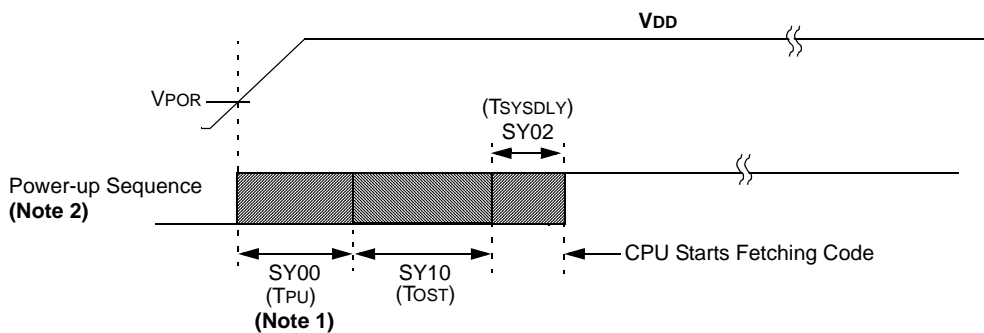 VDD
VPOR
(TSYSDLY)
SY02
Power-up Sequence
(Note 2)
CPU Starts Fetching Code
SY00
(TPU)
(Note 1)
SY10
(TOST)